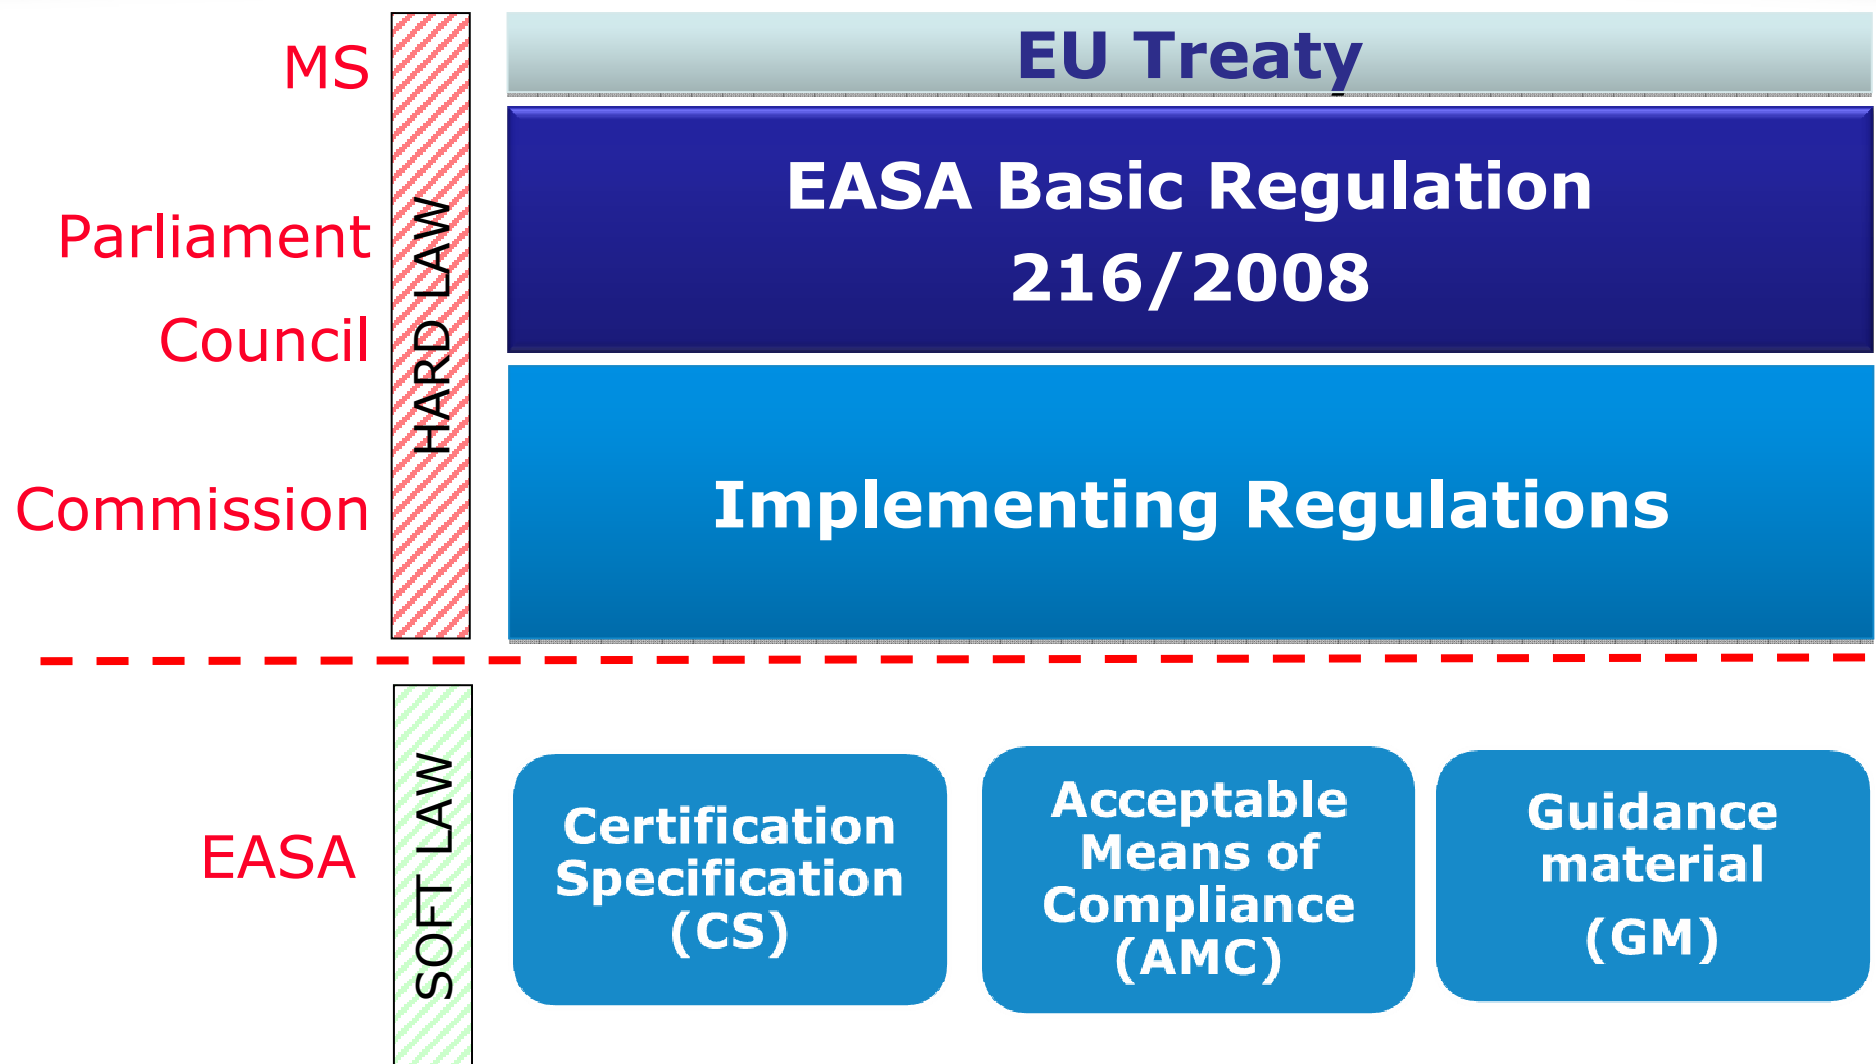 MS
EU Treaty
Parliament
Council
HARD LAW
EASA Basic Regulation
216/2008
Commission
Implementing Regulations
EASA
SOFT LAW
Certification
Specification
(CS)
Acceptable
Means of
Compliance
(AMC)
Guidance
material
(GM)